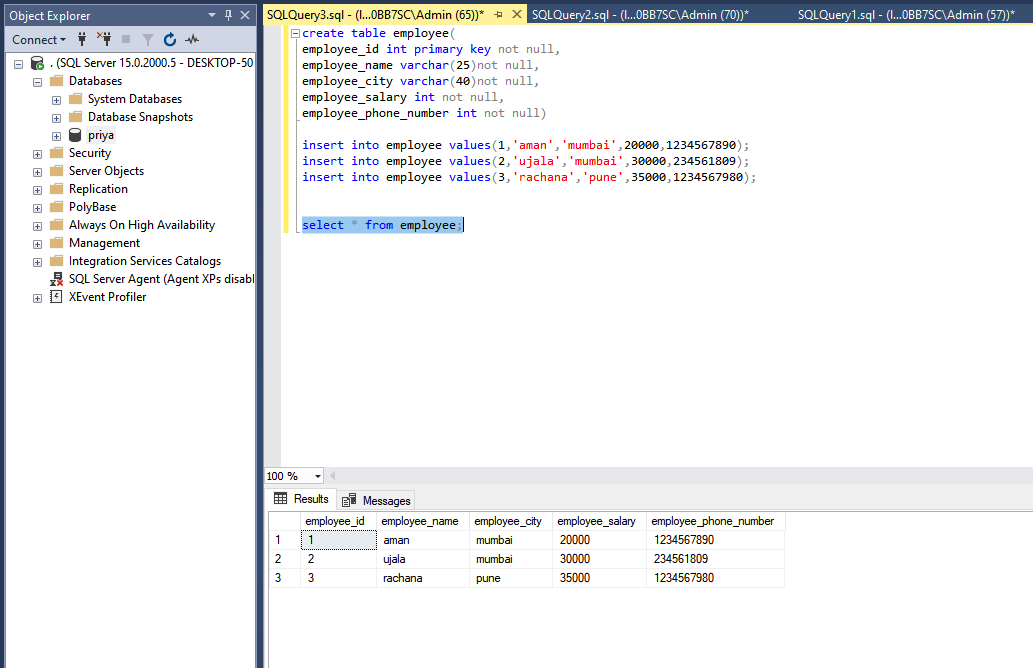 Object Explorer
Connect
. (SQL Server 15.0.2000.5 - DESKTOP-50
Databases
System Databases
Database Snapshots
priya
Security
Server Objects
Replication
PolyBase
Always On High Availability
Management
Integration Services Catalogs
SQL Server Agent (Agent XPs disabl
XEvent Profiler
SQLQuery3.sql - (l...0BB7SC\Admin (65))* SQLQuery2.sql - (l...0BB7SC\Admin (70))* SQLQuery1.sql - (l...0BB7SC\Admin (57))*
create table employee(
employee_id int primary key not null,
employee_name varchar(25)not null,
employee_city varchar(40)not null,
employee_salary int not null,
employee_phone_number int not null)
insert into employee values(1,'aman','mumbai',20000,1234567890);
insert into employee values(2,'ujala','mumbai',30000,234561809);
insert into employee values(3,'rachana','pune',35000,1234567980);
select * from employee;
100 %
Results Messages
employee_id employee_name employee_city employee_salary employee_phone_number
1 1 aman mumbai 20000 1234567890
2 2 ujala mumbai 30000 234561809
3 3 rachana pune 35000 1234567980